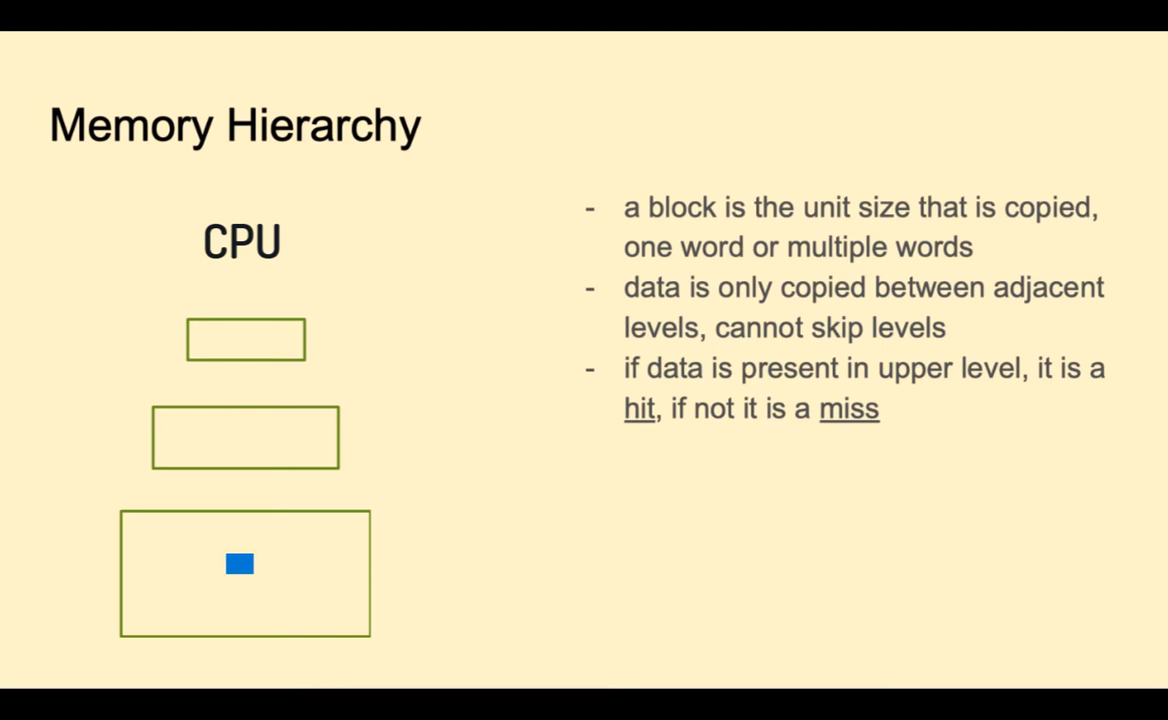 Memory Hierarchy
CPU
- a block is the unit size that is copied,
one word or multiple words
- data is only copied between adjacent
levels, cannot skip levels
- if data is present in upper level, it is a
hit, if not it is a miss